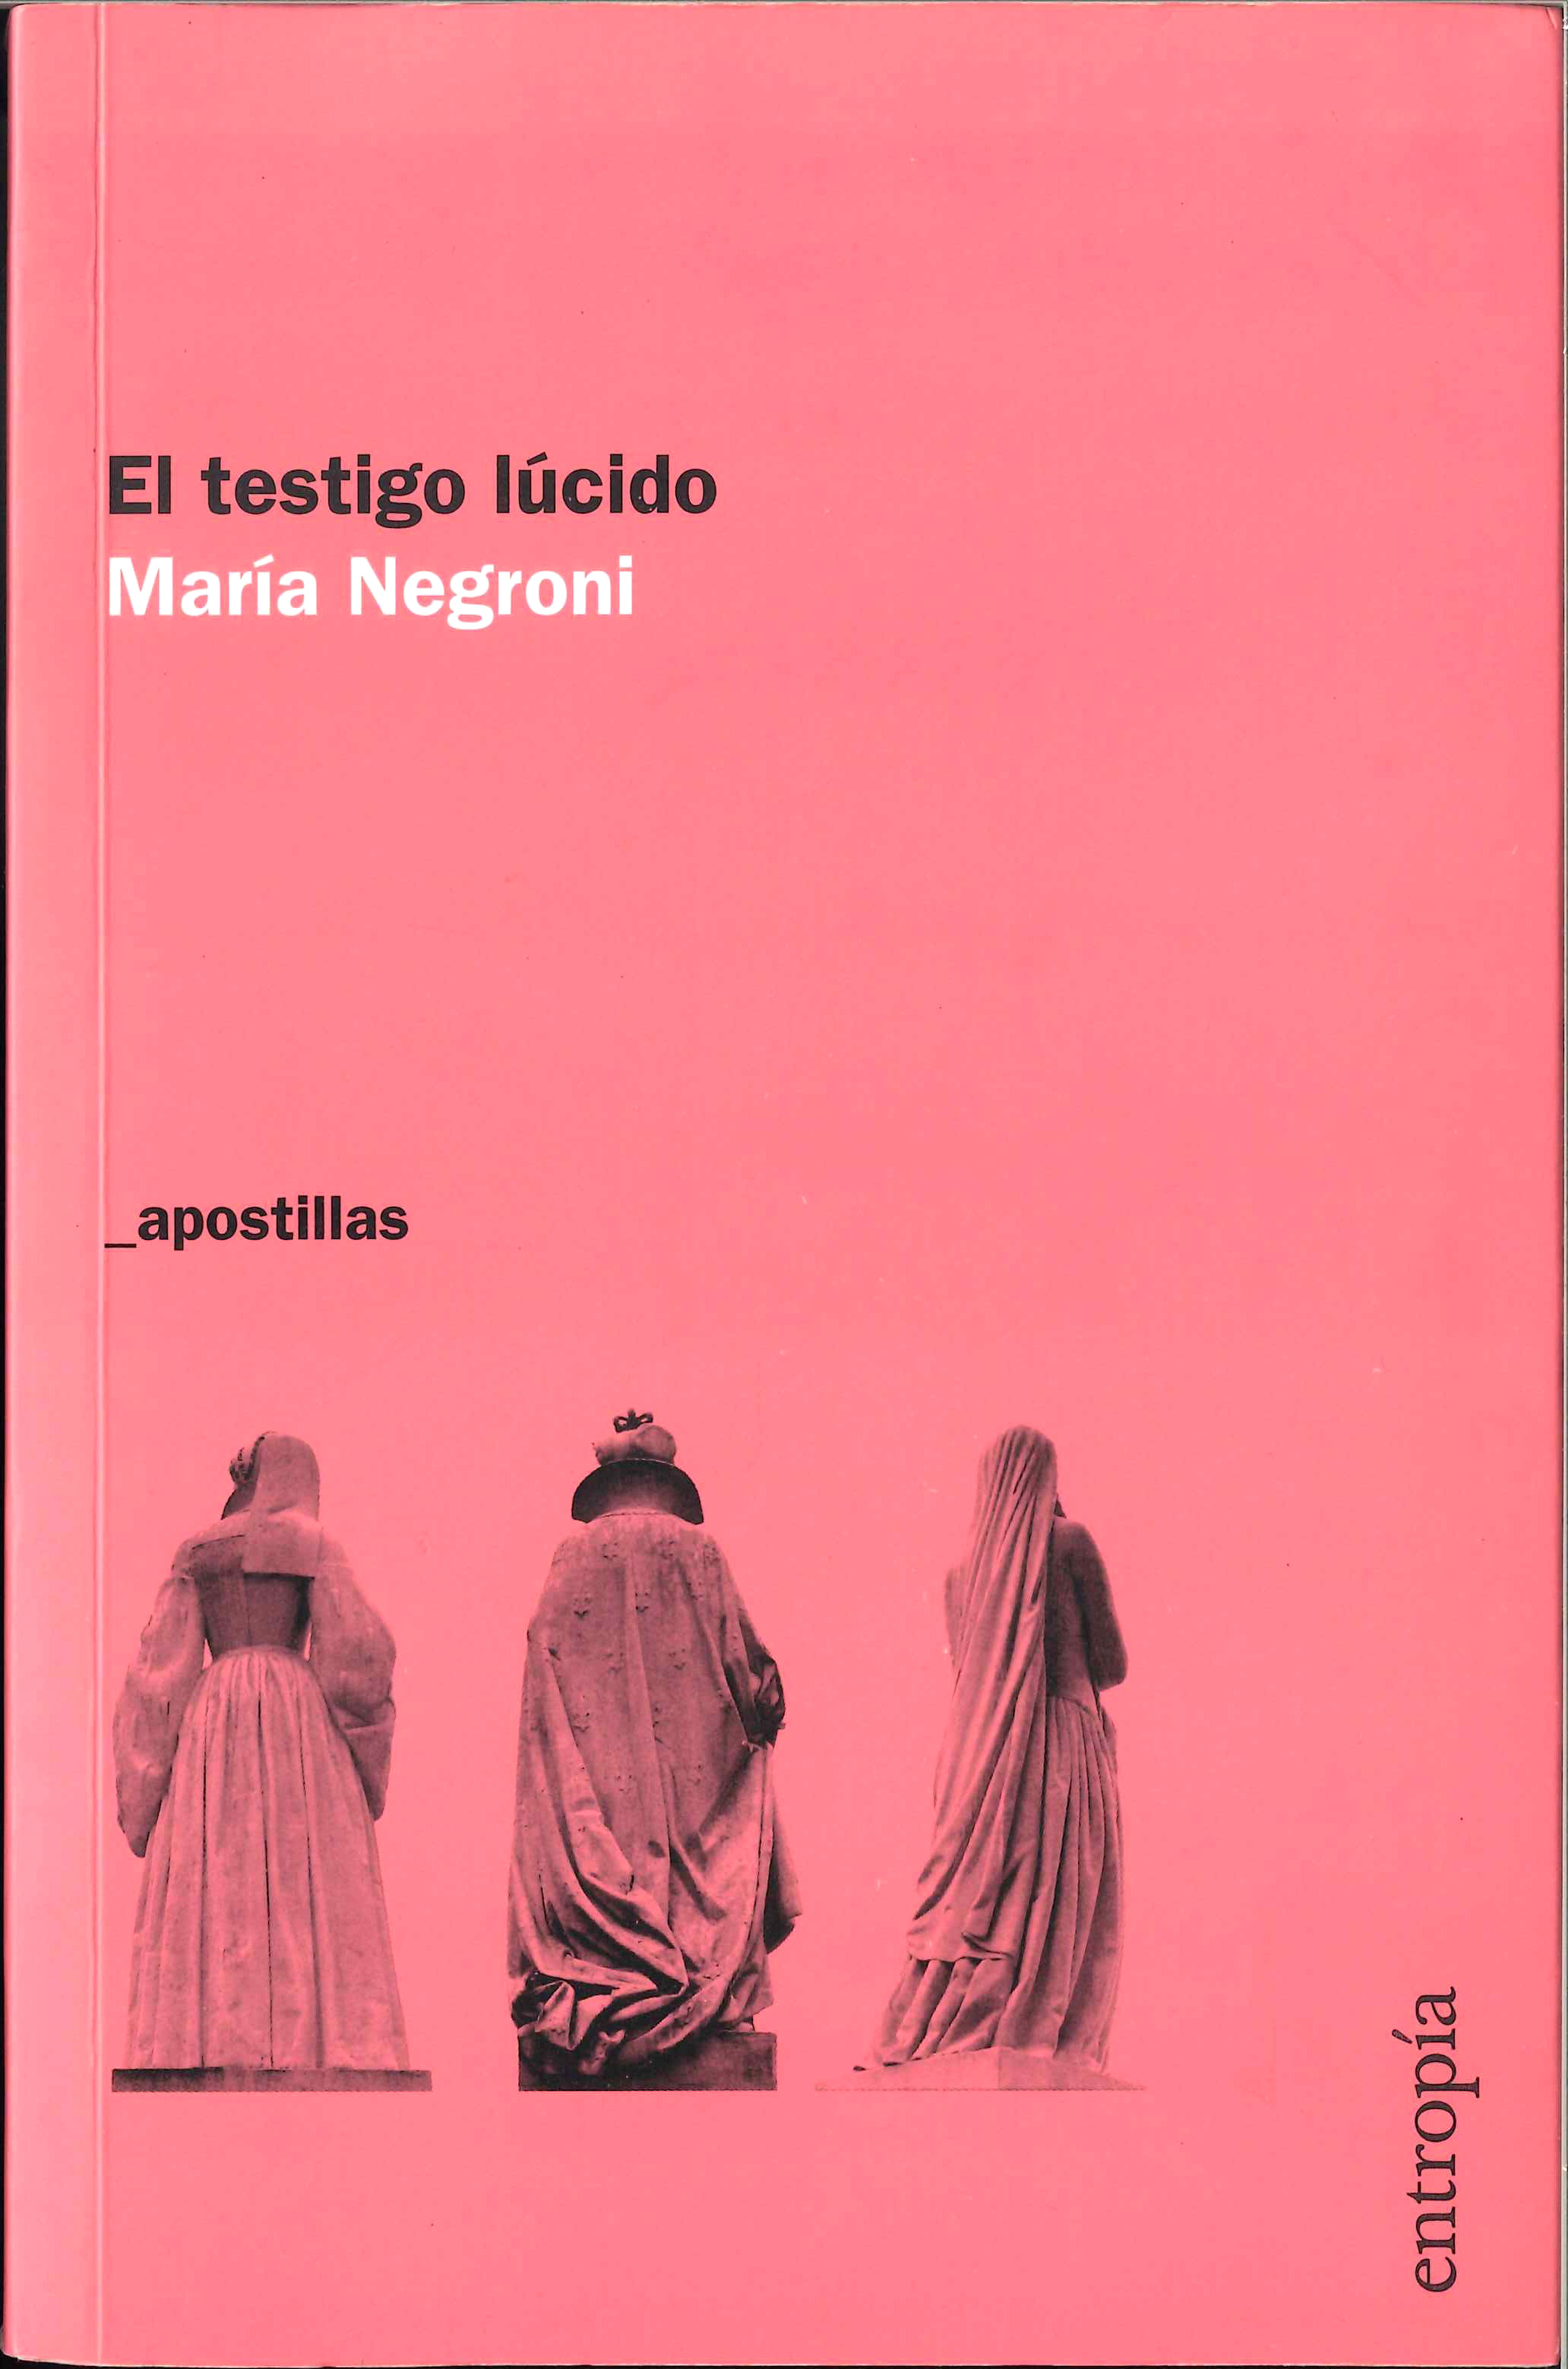 El testigo lúcido
María Negroni
_apostillas
entropía